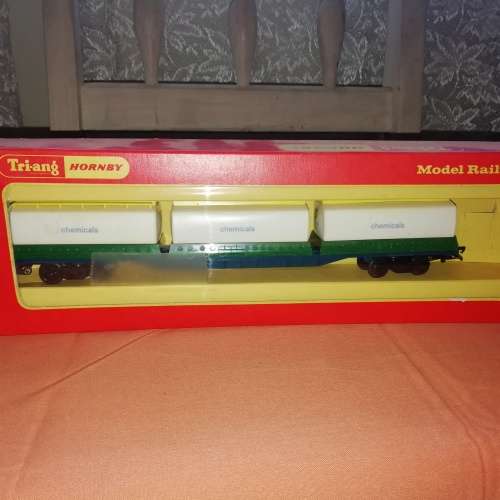 Tri-ang HORNBY
Model Rail
chemicals
chemicals
chemicals